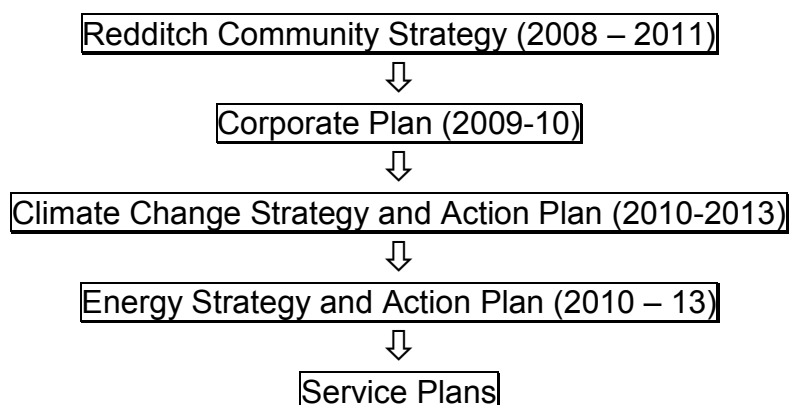 Redditch Community Strategy (2008 – 2011)
⇩
Corporate Plan (2009-10)
⇩
Climate Change Strategy and Action Plan (2010-2013)
⇩
Energy Strategy and Action Plan (2010 – 13)
⇩
Service Plans